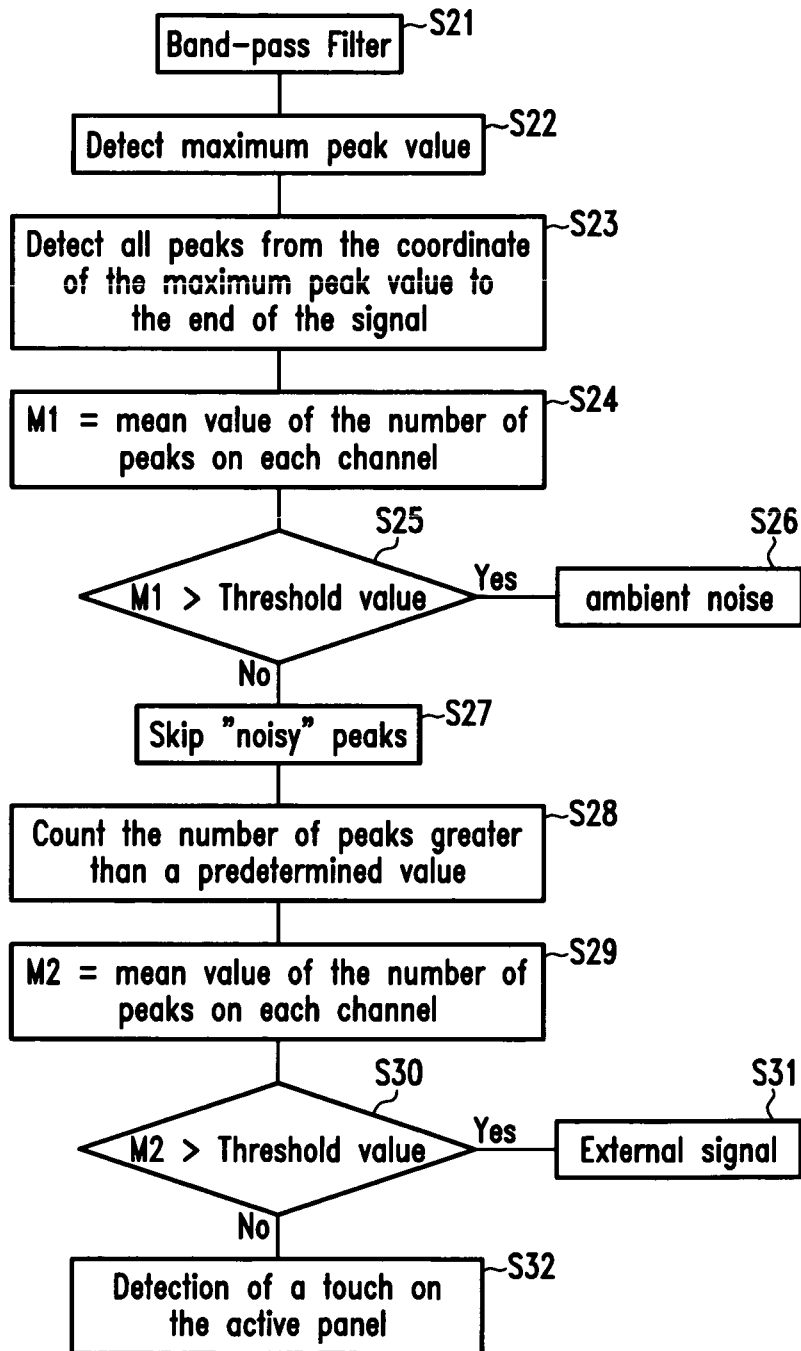 S21
Band-pass Filter
S22
Detect maximum peak value
S23
Detect all peaks from the coordinate
of the maximum peak value to
the end of the signal
S24
M1 = mean value of the number of
peaks on each channel
S25
M1 > Threshold value
Yes
S26
ambient noise
No
S27
Skip "noisy" peaks
S28
Count the number of peaks greater
than a predetermined value
S29
M2 = mean value of the number of
peaks on each channel
S30
M2 > Threshold value
Yes
S31
External signal
No
S32
Detection of a touch on
the active panel